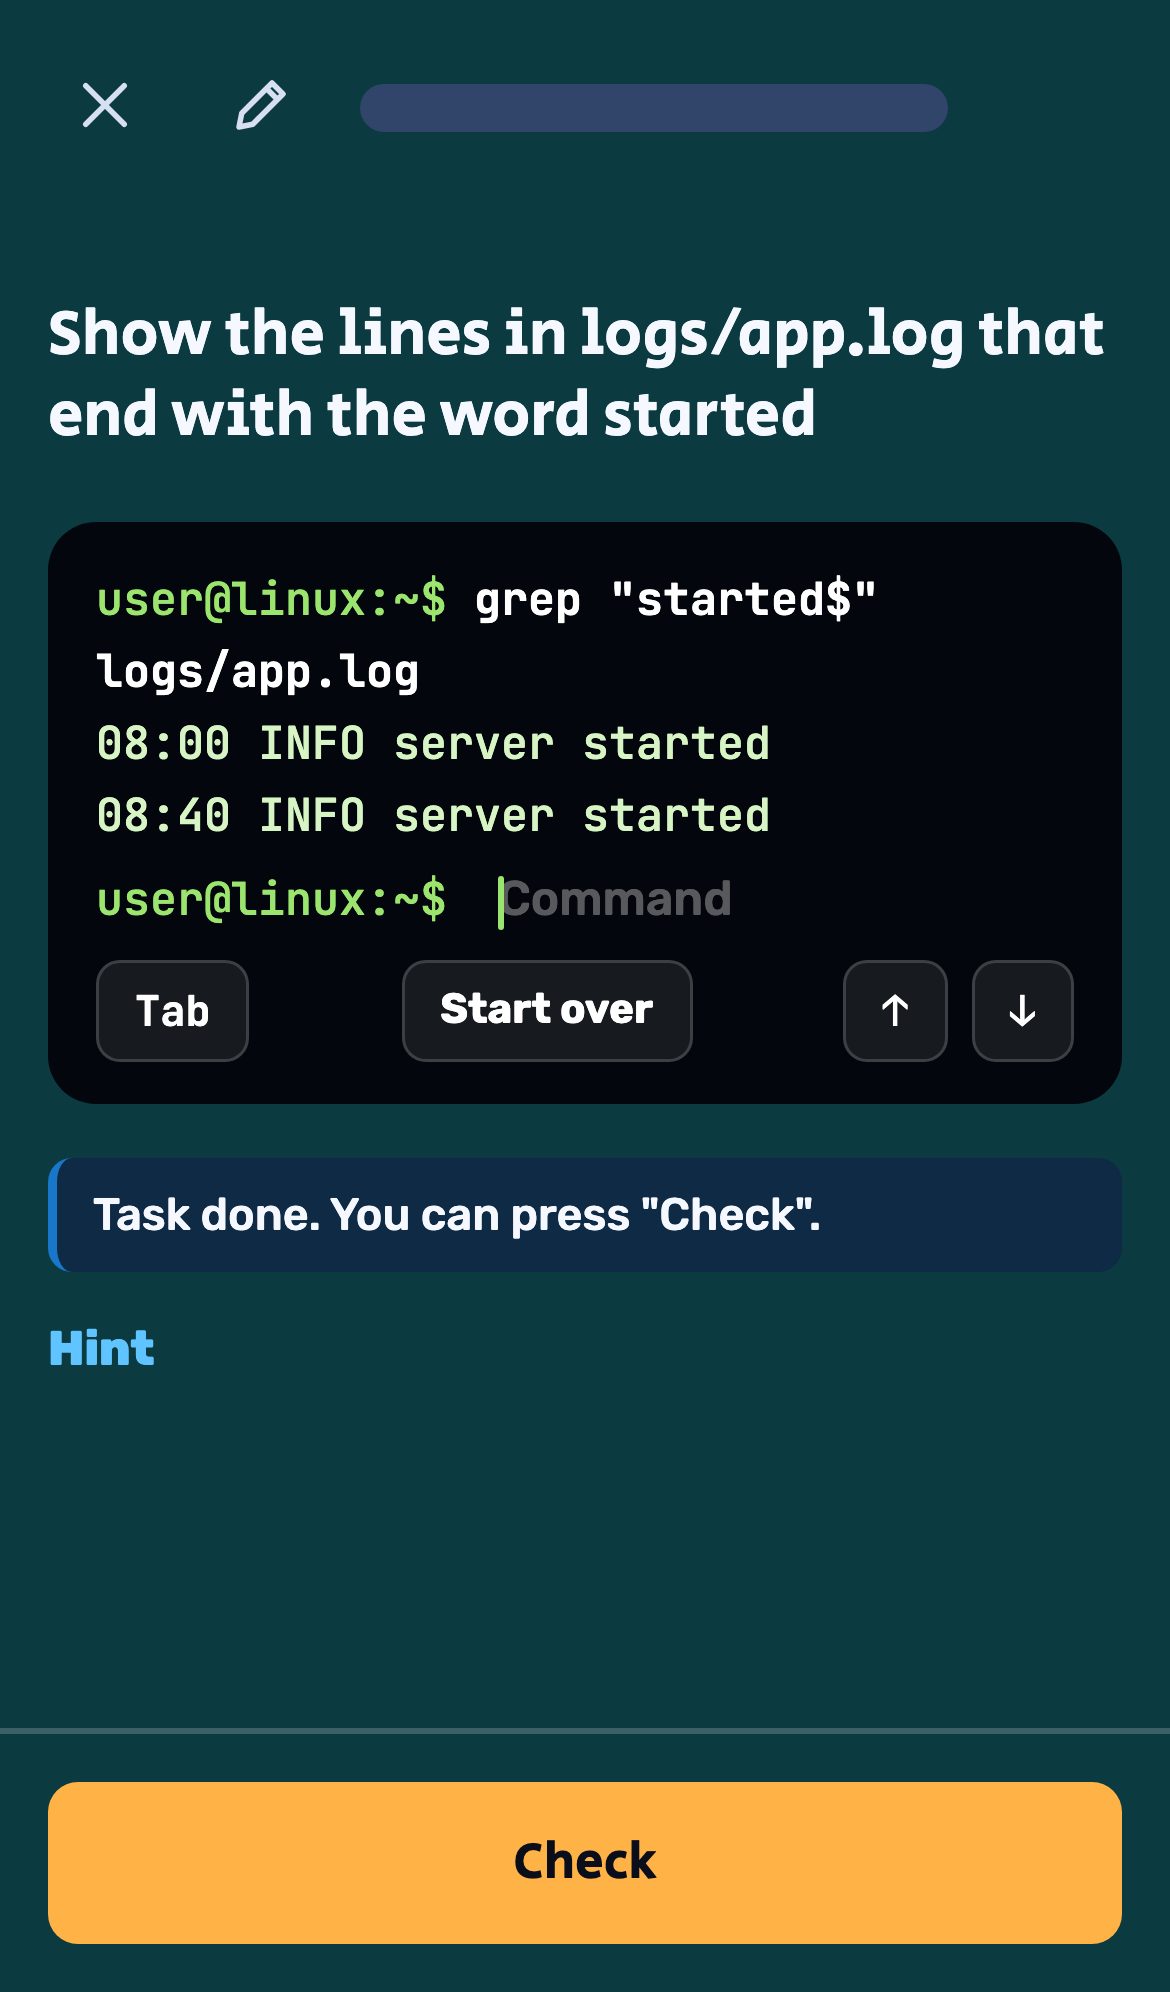 Show the lines in logs/app.log that
end with the word started
user@linux:~$ grep "started$"
logs/app.log
08:00 INFO server started
08:40 INFO server started
user@linux:~$ Command
Tab
Start over
↑
↓
Task done. You can press "Check".
Hint
Check